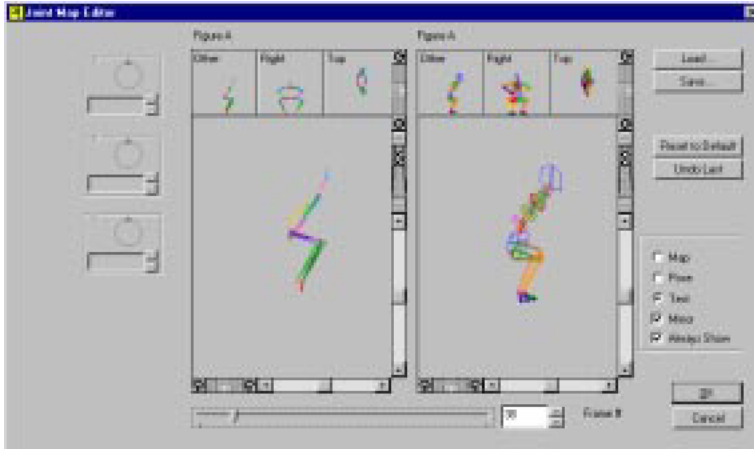 Joint Map Editor
Figure A
Figure A
Other Right Top
Other Right Top
Load...
Save...
Reset to Default
Undo Last
Map
Pose
Test
Mirror
Always Show
Frame #
Cancel